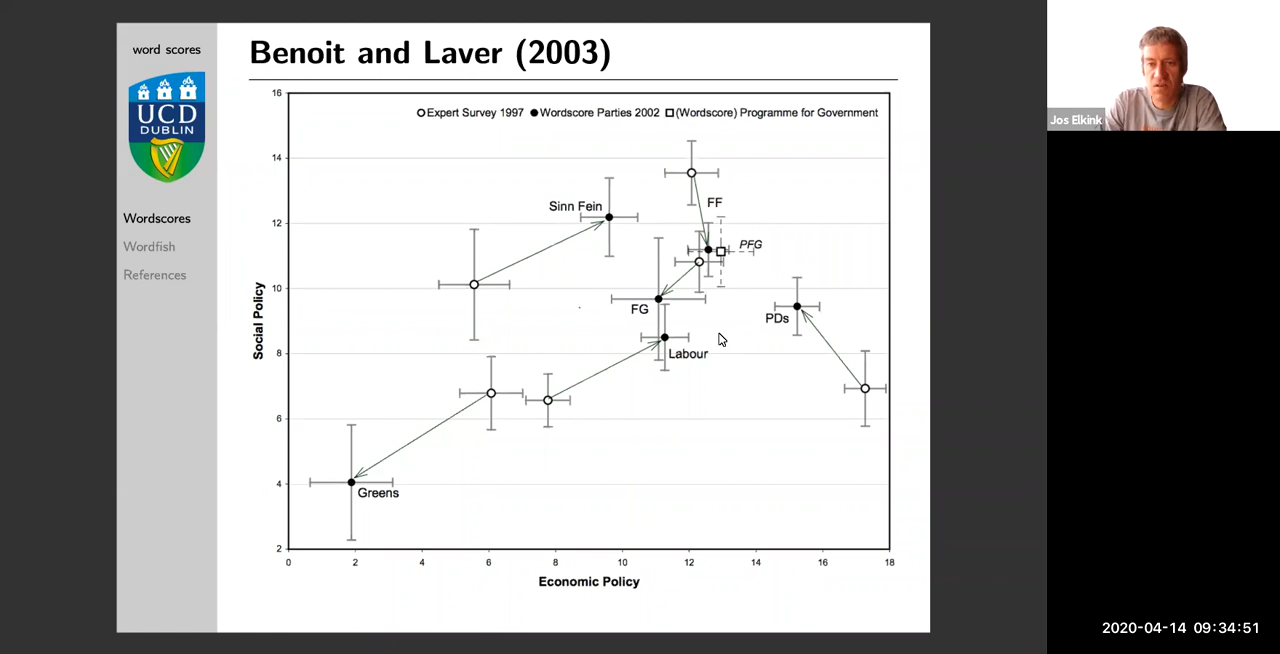 word scores
UCD
DUBLIN
Wordscores
Wordfish
References
Benoit and Laver (2003)
Expert Survey 1997 Wordscore Parties 2002 (Wordscore) Programme for Government
16
14
12
10
8
6
4
2
Social Policy
Sinn Fein
FF
PFG
FG
PDs
Labour
Greens
0 2 4 6 8 10 12 14 16 18
Economic Policy
Jos Elkink
2020-04-14 09:34:51